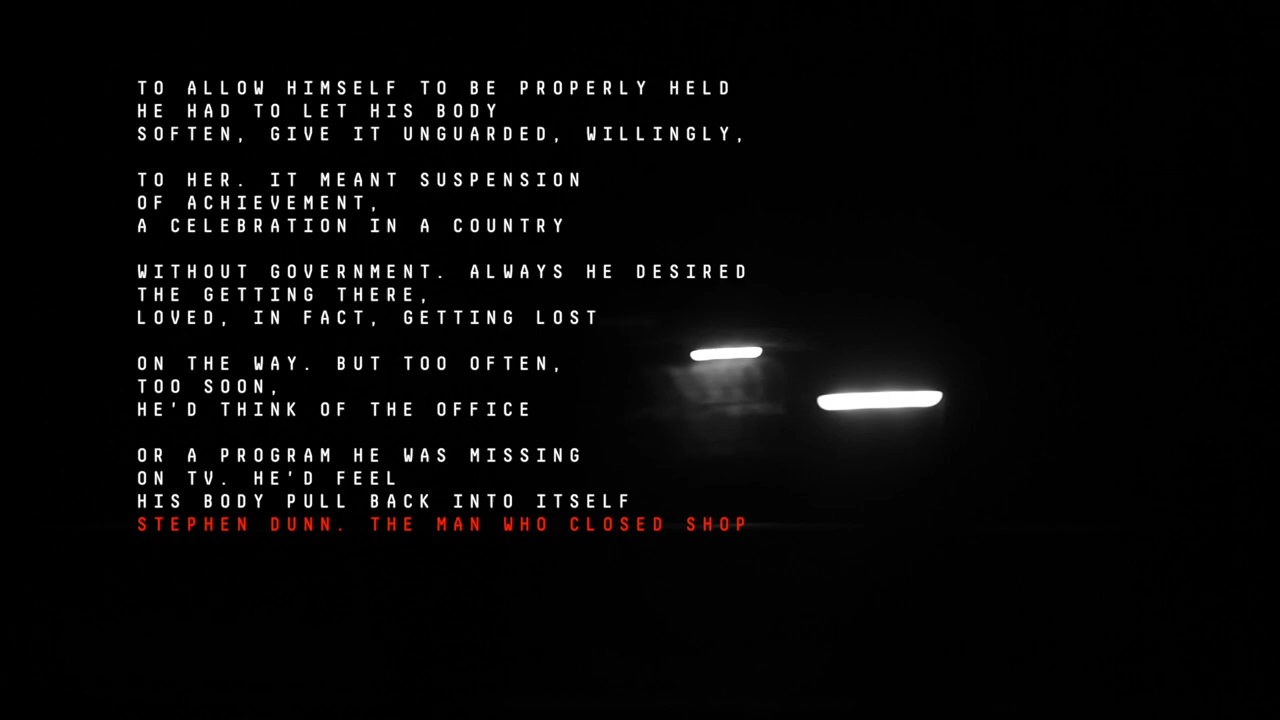 TO ALLOW HIMSELF TO BE PROPERLY HELD
HE HAD TO LET HIS BODY
SOFTEN, GIVE IT UNGUARDED, WILLINGLY,
TO HER. IT MEANT SUSPENSION
OF ACHIEVEMENT,
A CELEBRATION IN A COUNTRY
WITHOUT GOVERNMENT. ALWAYS HE DESIRED
THE GETTING THERE,
LOVED, IN FACT, GETTING LOST
ON THE WAY. BUT TOO OFTEN,
TOO SOON,
HE'D THINK OF THE OFFICE
OR A PROGRAM HE WAS MISSING
ON TV. HE'D FEEL
HIS BODY PULL BACK INTO ITSELF
STEPHEN DUNN. THE MAN WHO CLOSED SHOP